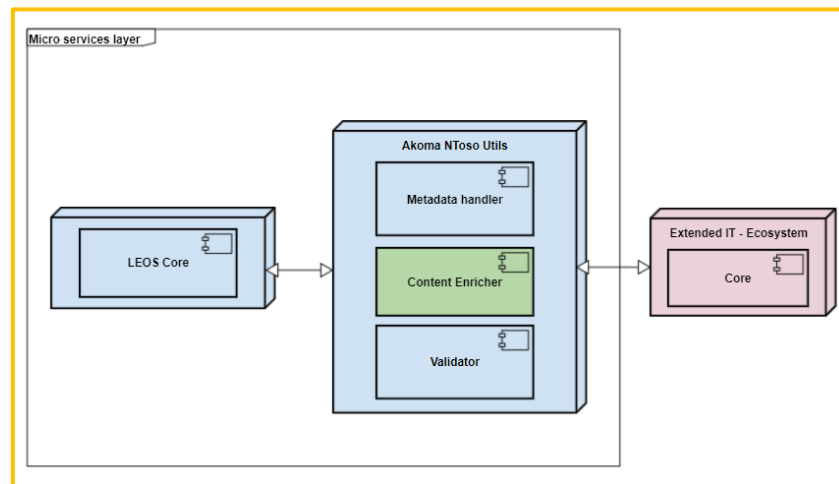 Micro services layer
Akoma NToso Utils
Metadata handler
LEOS Core
Content Enricher
Validator
Extended IT - Ecosystem
Core